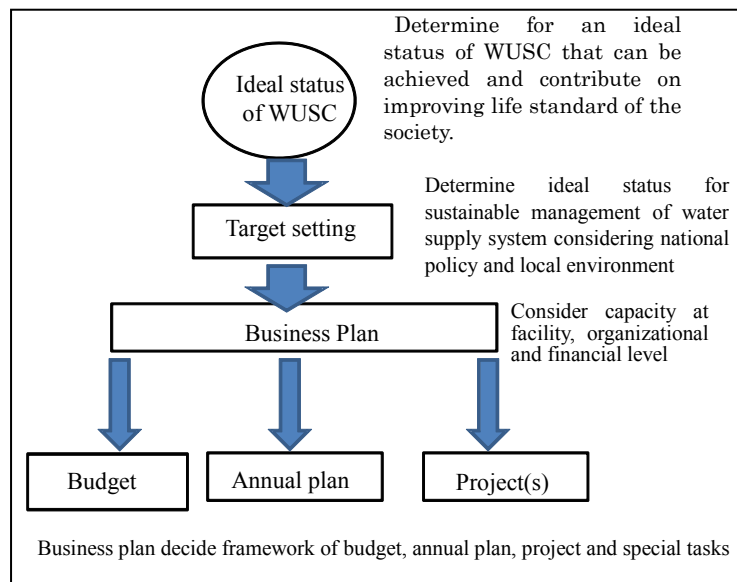 Determine for an ideal
status of WUSC that can be
achieved and contribute on
improving life standard of the
society.
Ideal status
of WUSC
Determine ideal status for
sustainable management of water
supply system considering national
policy and local environment
Target setting
Consider capacity at
facility, organizational
and financial level
Business Plan
Budget
Annual plan
Project(s)
Business plan decide framework of budget, annual plan, project and special tasks